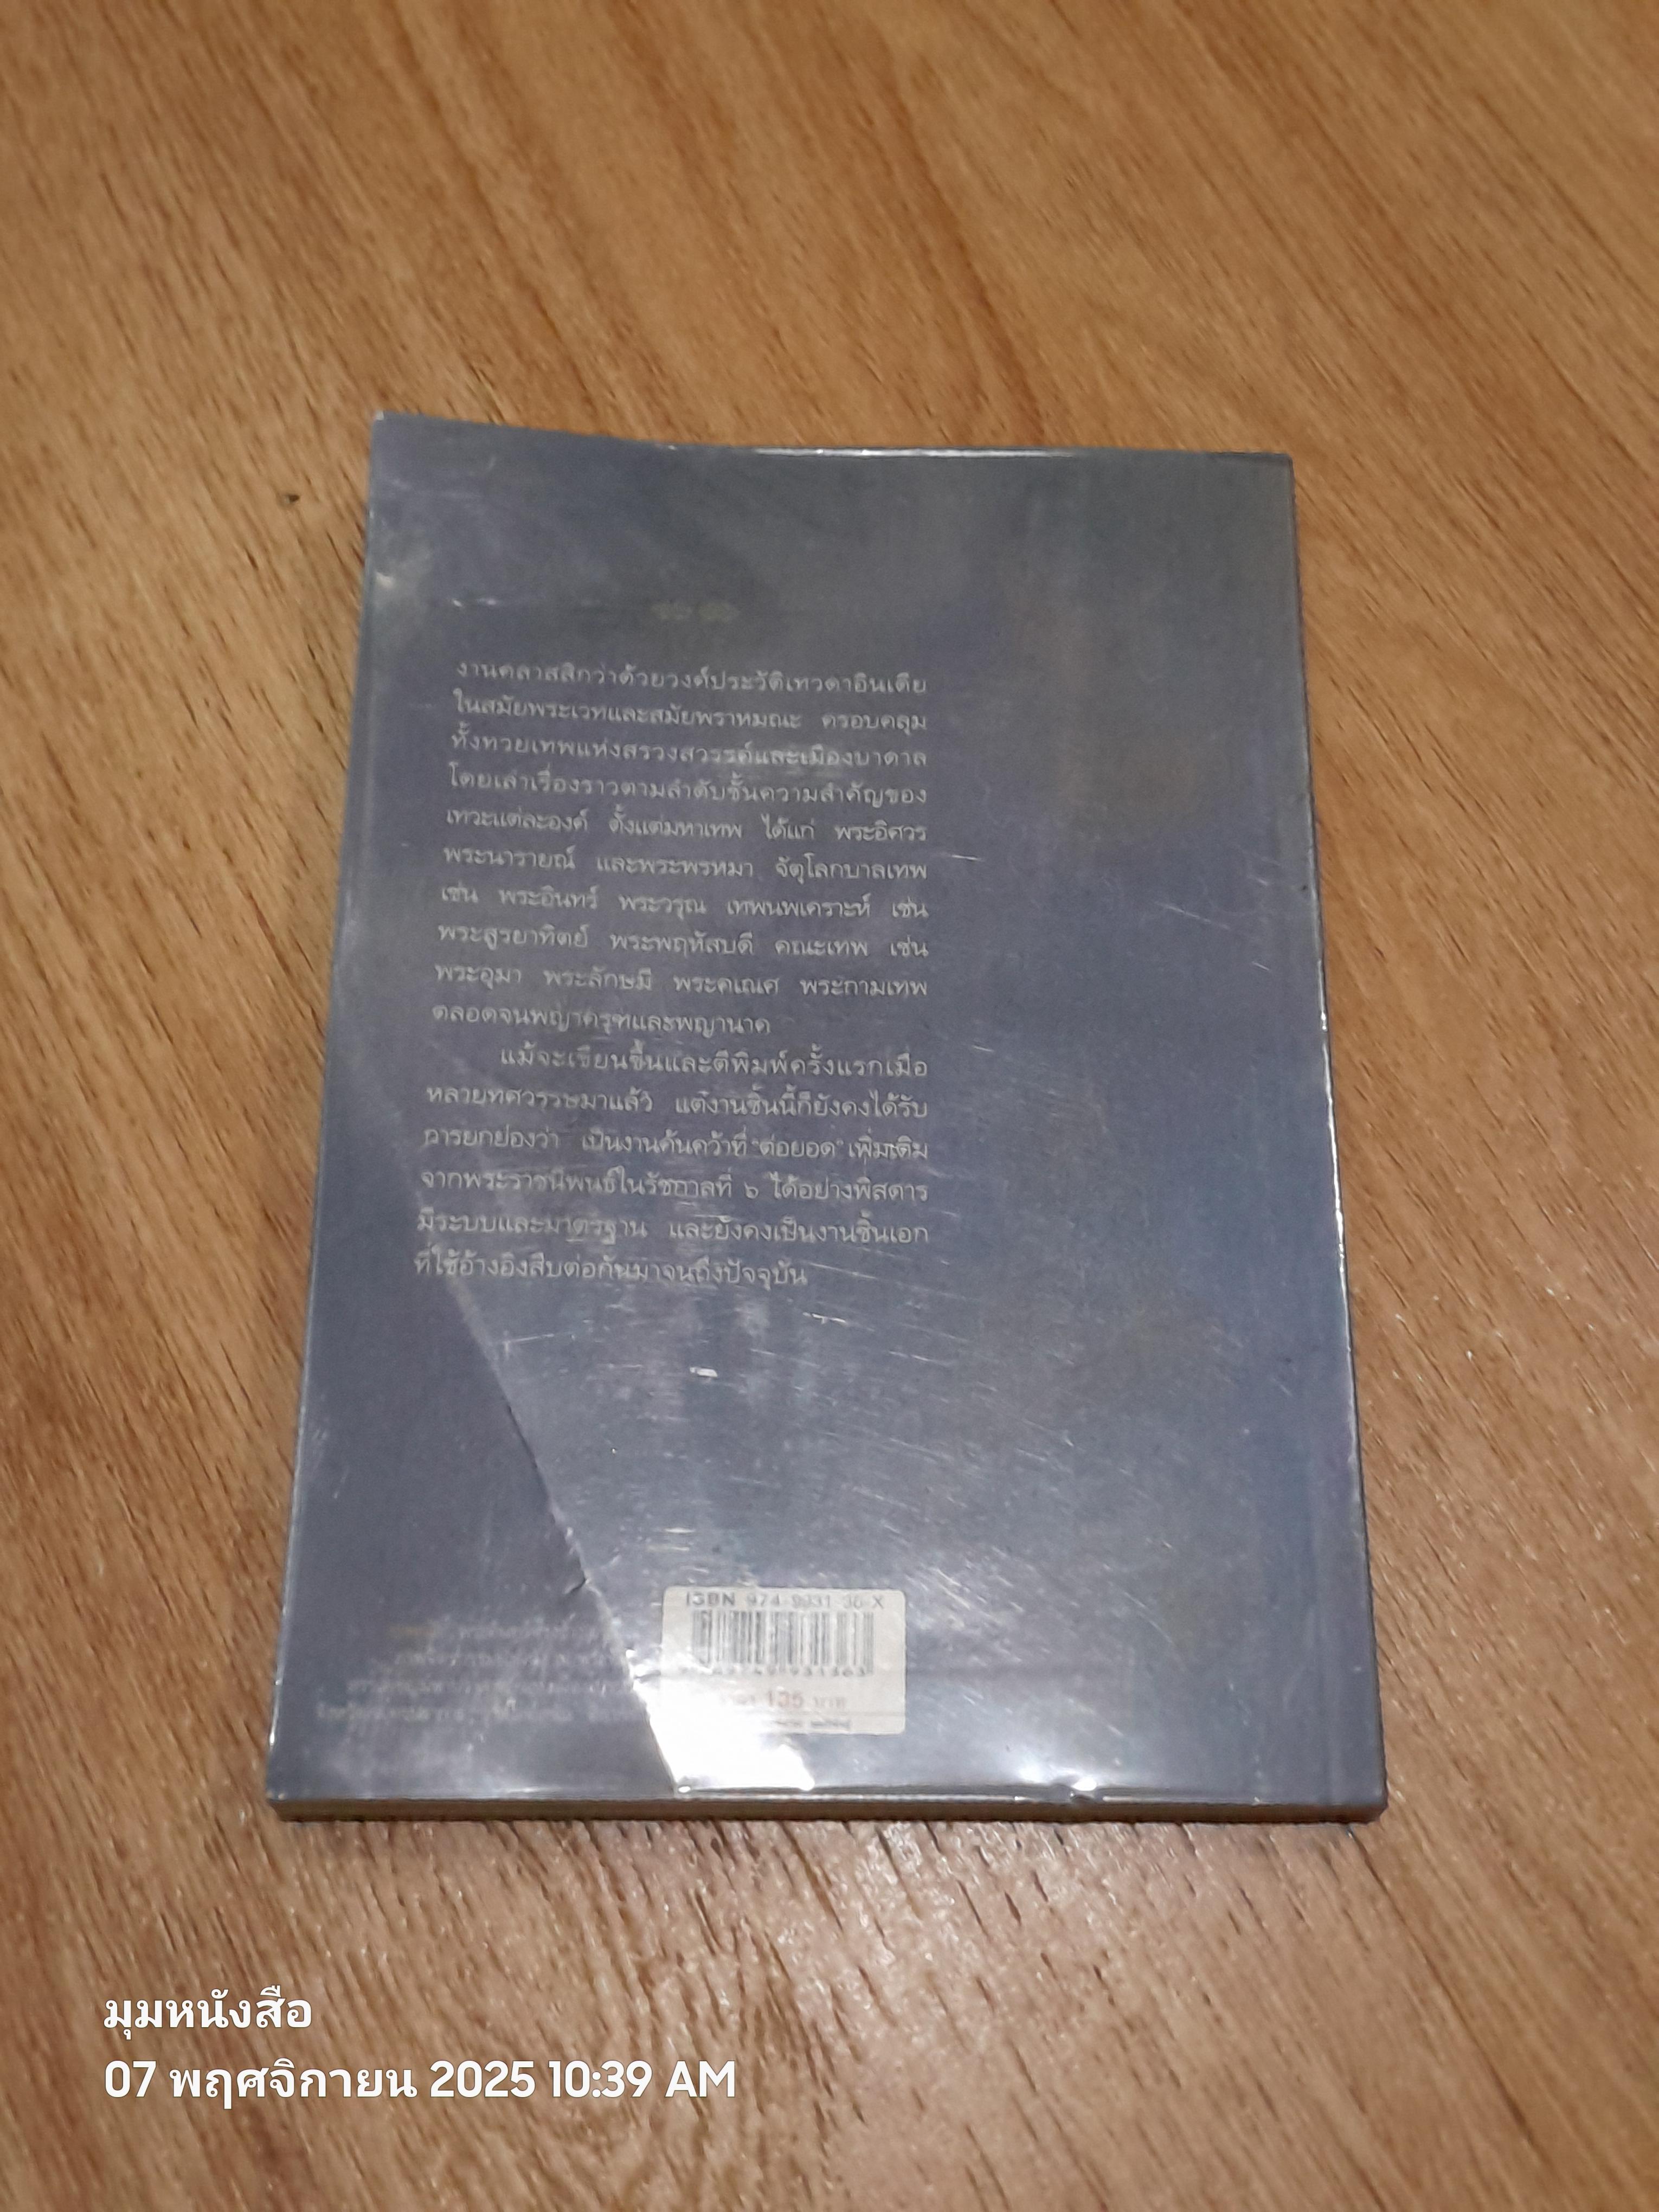 งานคลาสสิกว่าด้วยวงศ์ประวัติเทวดาอินเดีย
ในสมัยพระเวทและสมัยพราหมณะ ครอบคลุม
ทั้งทวยเทพแห่งสรวงสวรรค์และเมืองบาดาล
โดยเล่าเรื่องราวตามลำดับชั้นความสำคัญของ
เทวะแต่ละองค์ ตั้งแต่มหาเทพ ได้แก่ พระอิศวร
พระนารายณ์ และพระพรหมา จัตุโลกบาลเทพ
เช่น พระอินทร์ พระวรุณ เทพนพเคราะห์ เช่น
พระสูรยาทิตย์ พระพฤหัสบดี คณะเทพ เช่น
พระอุมา พระลักษมี พระคเณศ พระกามเทพ
ตลอดจนพญาครุฑและพญานาค
แม้จะเขียนขึ้นและตีพิมพ์ครั้งแรกเมื่อ
หลายทศวรรษมาแล้ว แต่งานชิ้นนี้ก็ยังคงได้รับ
การยกย่องว่า เป็นงานค้นคว้าที่ "ต่อยอด" เพิ่มเติม
จากพระราชนิพนธ์ในรัชกาลที่ ๖ ได้อย่างพิสดาร
มีระบบและมาตรฐาน และยังคงเป็นงานชิ้นเอก
ที่ใช้อ้างอิงสืบต่อกันมาจนถึงปัจจุบัน
ISBN 974-9931-36-X
ราคา 135 บาท
มุมหนังสือ
07 พฤศจิกายน 2025 10:39 AM